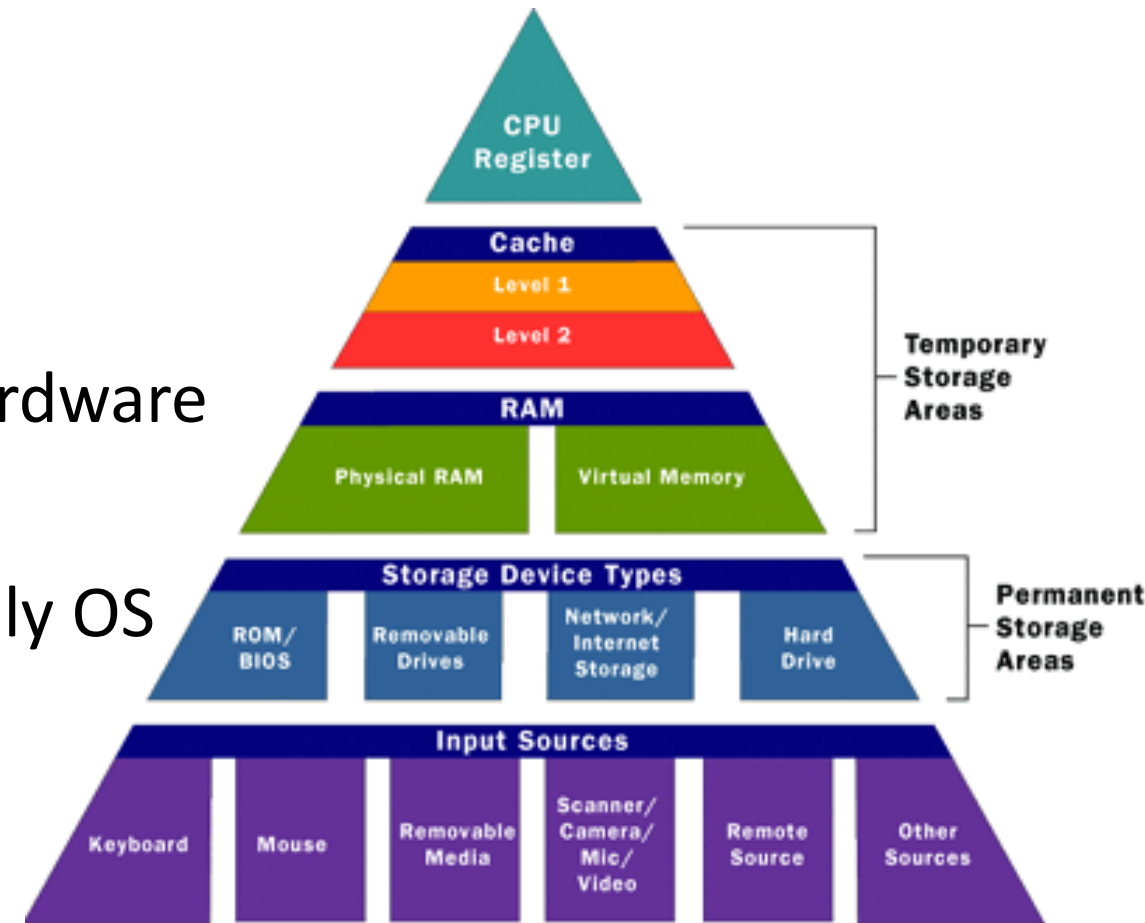 CPU
Register
Cache
Level 1
Level 2
Temporary
Storage
Areas
rdware
RAM
Physical RAM
Virtual Memory
ly OS
Storage Device Types
ROM/
BIOS
Removable
Drives
Network/
Internet
Storage
Hard
Drive
Permanent
Storage
Areas
Input Sources
Keyboard
Mouse
Removable
Media
Scanner/
Camera/
Mic/
Video
Remote
Source
Other
Sources